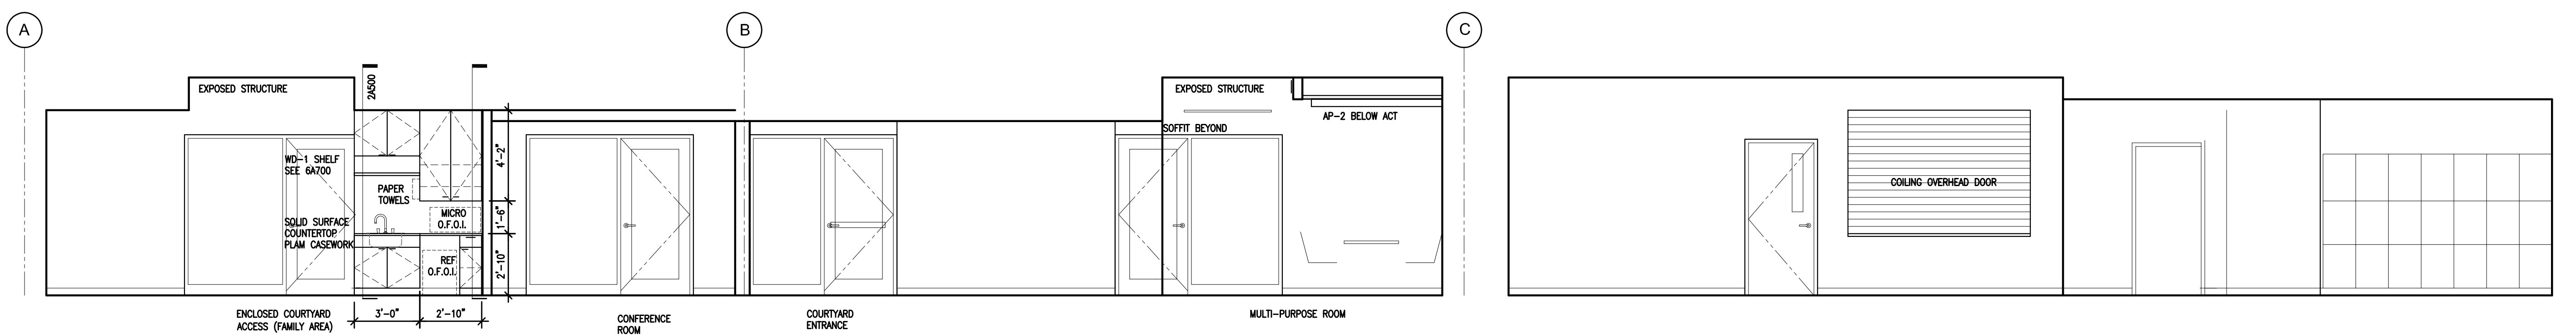 A
B
C
EXPOSED STRUCTURE
2A500
EXPOSED STRUCTURE
AP-2 BELOW ACT
SOFFIT BEYOND
WD-1 SHELF
SEE 6A700
4'-2"
PAPER
TOWELS
COILING OVERHEAD DOOR
MICRO
O.F.O.I.
1'-6"
SOLID SURFACE
COUNTERTOP
PLAM CASEWORK
REF
O.F.O.I.
2'-10"
ENCLOSED COURTYARD
ACCESS (FAMILY AREA)
3'-0"
2'-10"
CONFERENCE
ROOM
COURTYARD
ENTRANCE
MULTI-PURPOSE ROOM